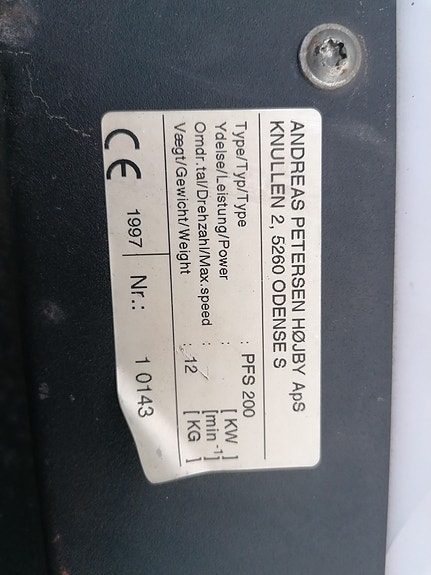 ANDREAS PETERSEN HØJBY ApS
KNULLEN 2, 5260 ODENSE S
Type/Typ/Type : PFS 200
Ydelse/Leistung/Power : [ KW ]
Omdr.tal/Drehzahl/Max.speed : [min -1]
Vægt/Gewicht/Weight : 12 [ KG ]
CE 1997 Nr.: 1 0143